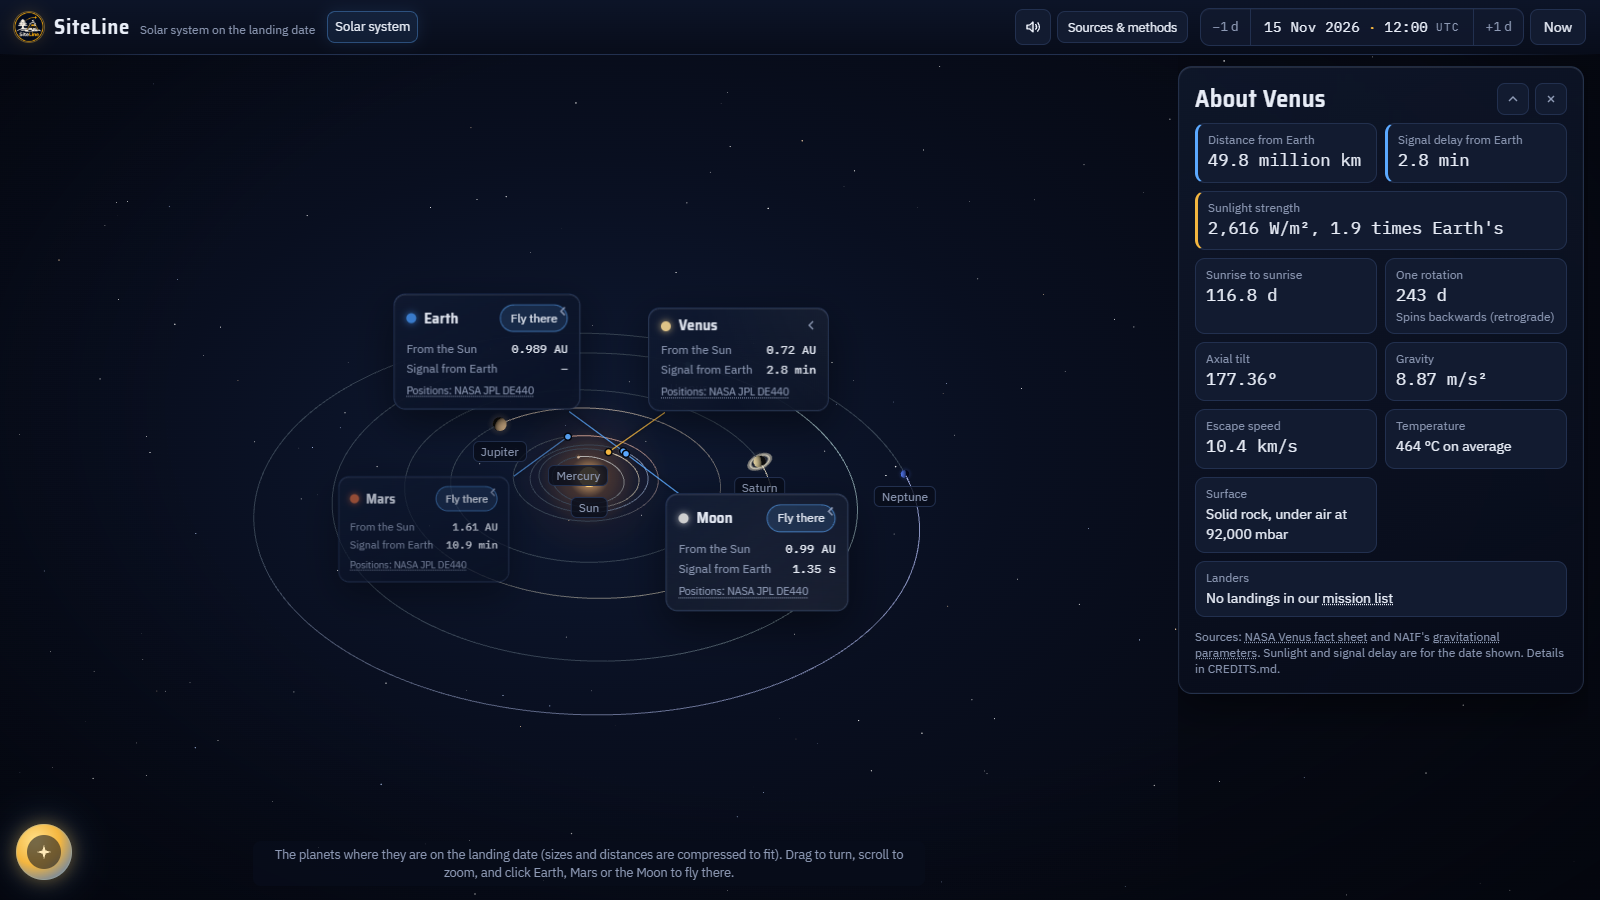 SiteLine Solar system on the landing date Solar system Sources & methods −1 d 15 Nov 2026 · 12:00 UTC +1 d Now
About Venus
Distance from Earth
49.8 million km
Signal delay from Earth
2.8 min
Sunlight strength
2,616 W/m², 1.9 times Earth's
Sunrise to sunrise
116.8 d
One rotation
243 d
Spins backwards (retrograde)
Axial tilt
177.36°
Gravity
8.87 m/s²
Escape speed
10.4 km/s
Temperature
464 °C on average
Surface
Solid rock, under air at
92,000 mbar
Landers
No landings in our mission list
Sources: NASA Venus fact sheet and NAIF's gravitational
parameters. Sunlight and signal delay are for the date shown. Details
in CREDITS.md.
Earth Fly there
From the Sun 0.989 AU
Signal from Earth –
Positions: NASA JPL DE440
Venus
From the Sun 0.72 AU
Signal from Earth 2.8 min
Positions: NASA JPL DE440
Jupiter
Mercury
Sun
Saturn
Neptune
Mars Fly there
From the Sun 1.61 AU
Signal from Earth 10.9 min
Positions: NASA JPL DE440
Moon Fly there
From the Sun 0.99 AU
Signal from Earth 1.35 s
Positions: NASA JPL DE440
The planets where they are on the landing date (sizes and distances are compressed to fit). Drag to turn, scroll to
zoom, and click Earth, Mars or the Moon to fly there.